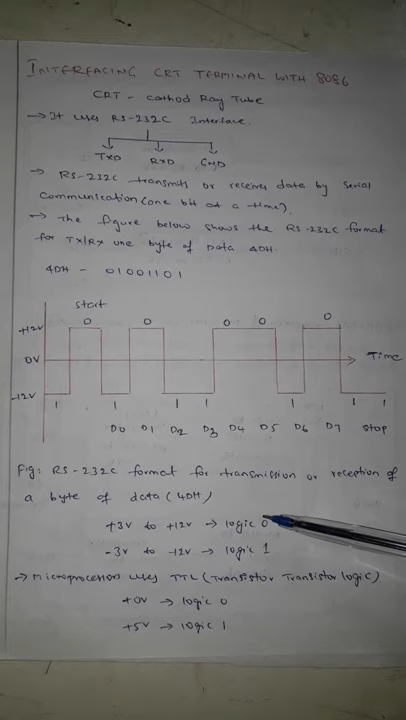 INTERFACING CRT TERMINAL WITH 8086
CRT - Cathod Ray Tube
→ It uses RS-232C Interface.
TXD RXD GND
→ RS-232C transmits or receives data by Serial
Communication (one bit at a time).
→ The figure below shows the RS-232C format
for TX/RX one byte of Data 4DH.
4DH - 01001101
start
+12V 0 0 0 0 0
0V Time
-12V 1 1 1 1 1 1 1
D0 D1 D2 D3 D4 D5 D6 D7 stop
Fig: RS-232C format for transmission or reception of
a byte of data (4DH)
+3V to +12V → logic 0
-3V to -12V → logic 1
→ Microprocessors uses TTL (Transistor Transistor logic)
+0V → logic 0
+5V → logic 1